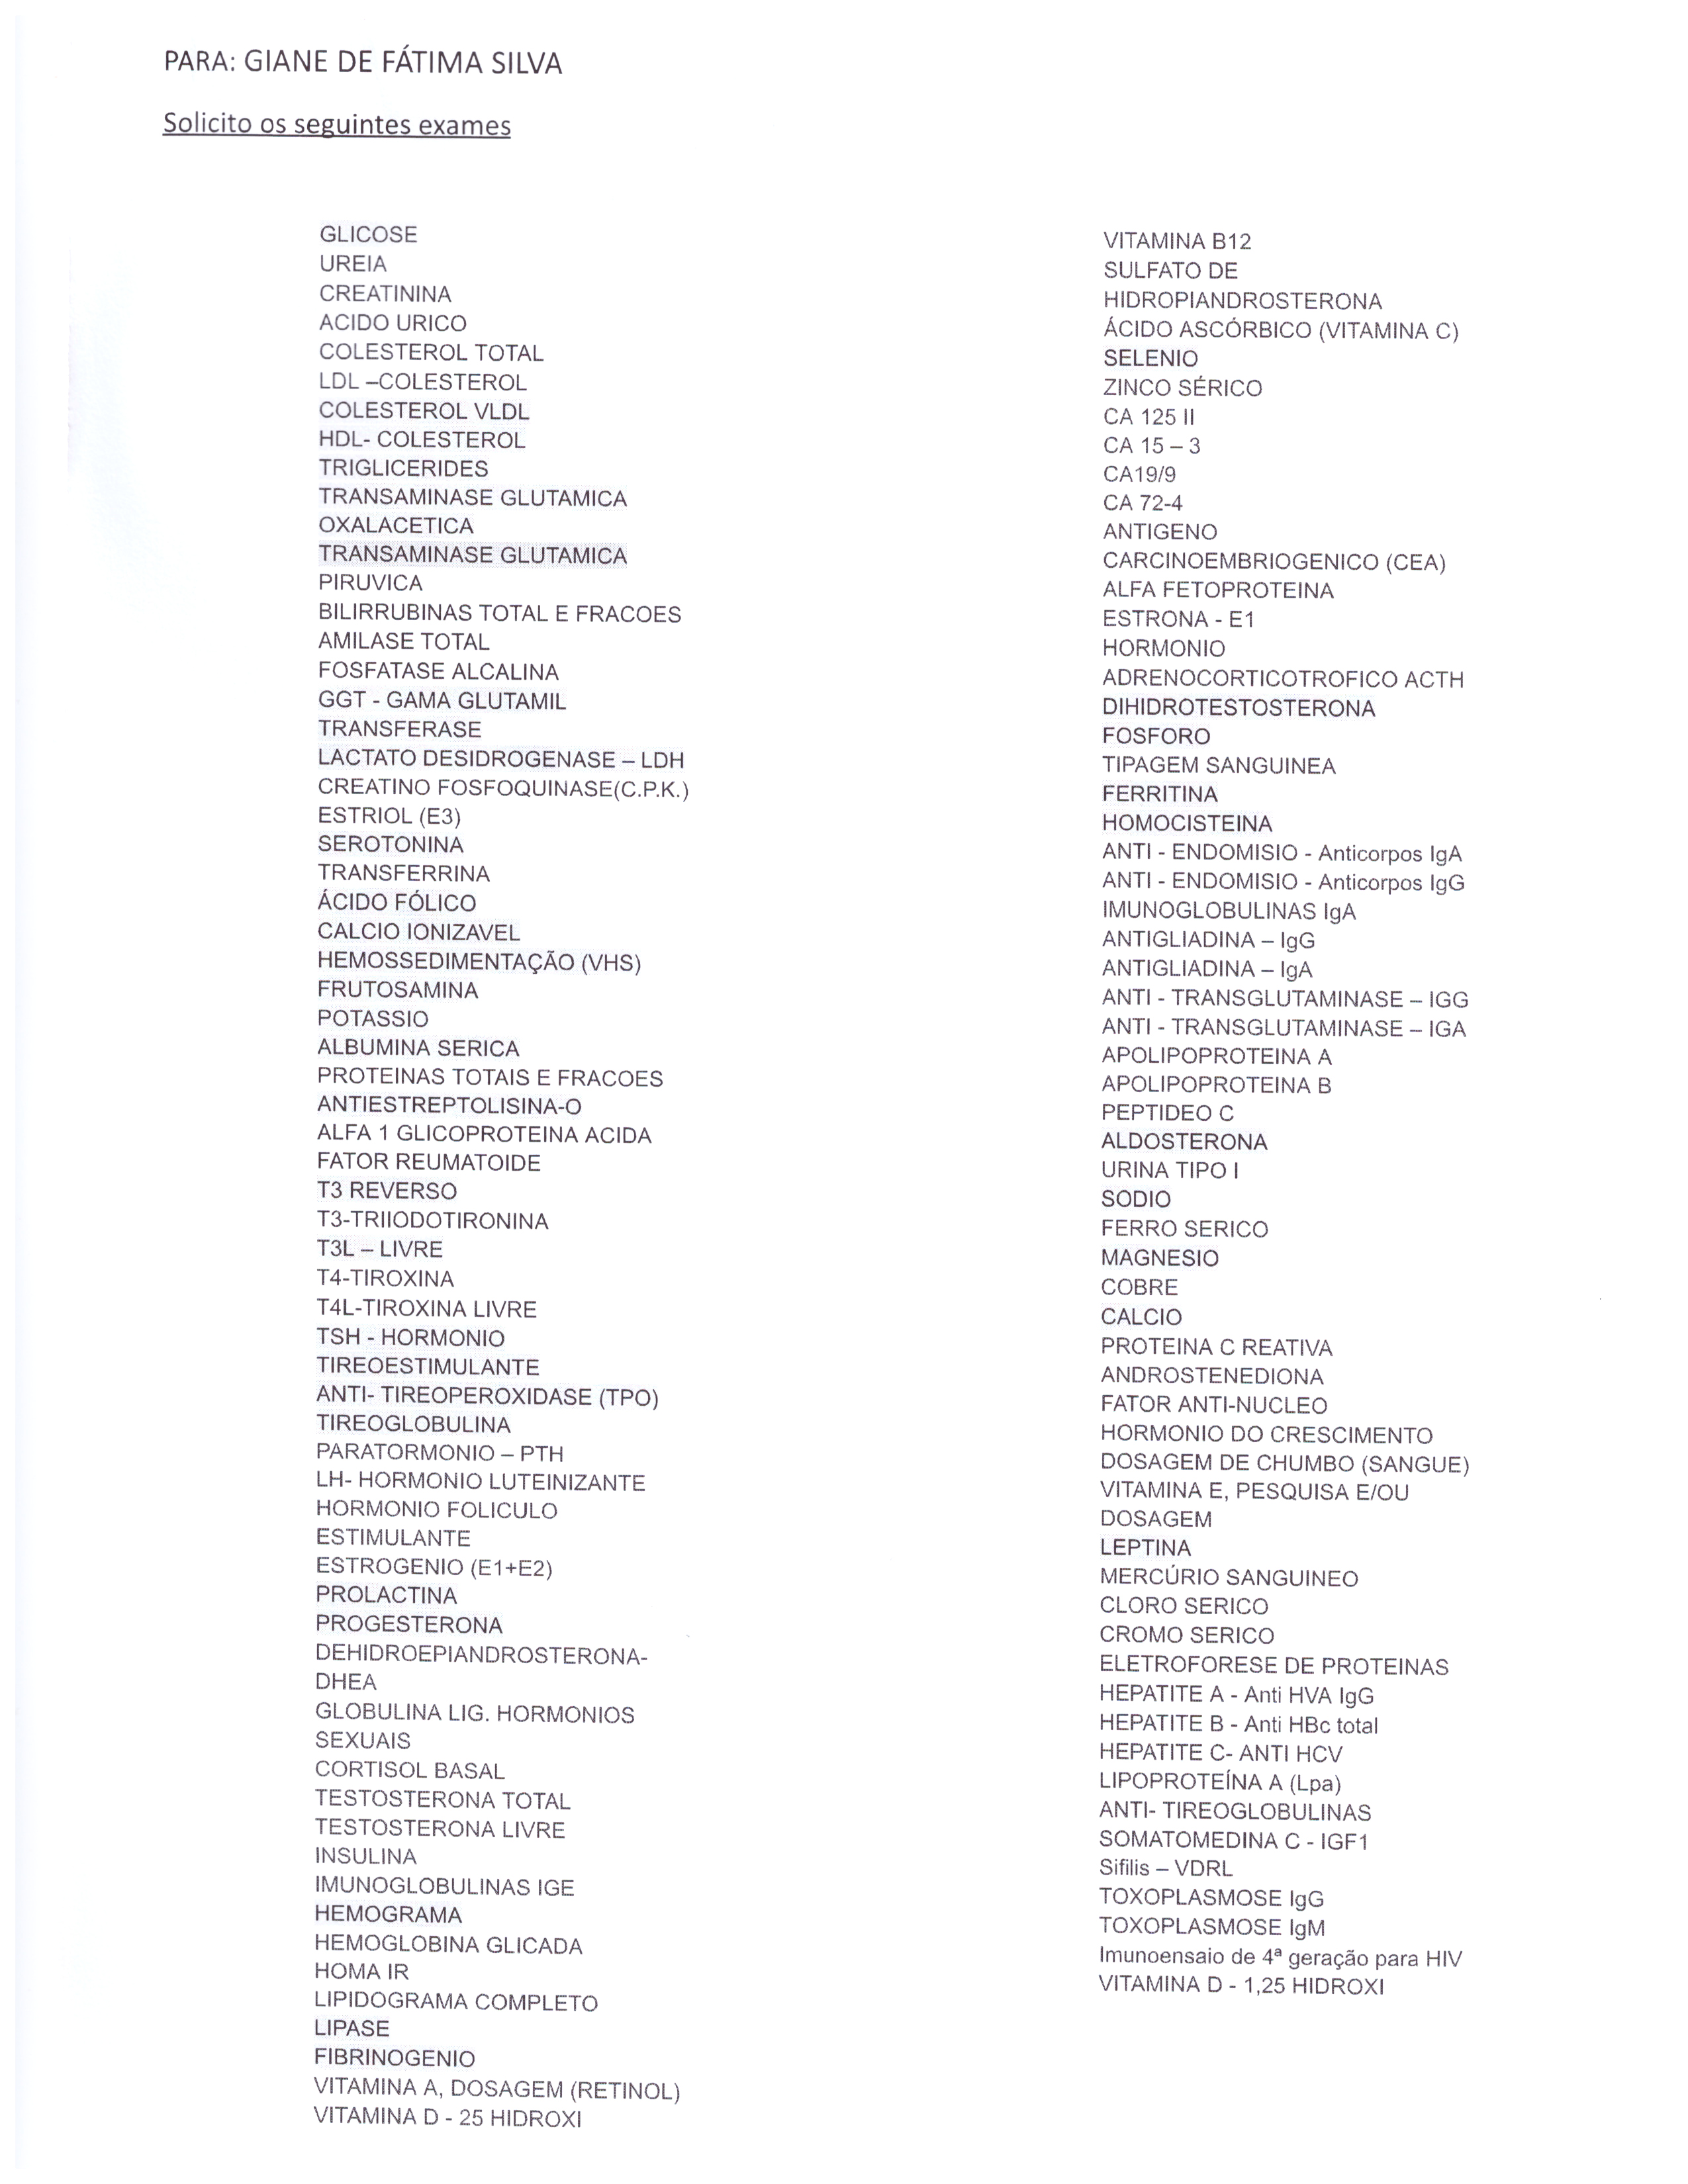 PARA: GIANE DE FÁTIMA SILVA
Solicito os seguintes exames
GLICOSE
UREIA
CREATININA
ACIDO URICO
COLESTEROL TOTAL
LDL –COLESTEROL
COLESTEROL VLDL
HDL- COLESTEROL
TRIGLICERIDES
TRANSAMINASE GLUTAMICA
OXALACETICA
TRANSAMINASE GLUTAMICA
PIRUVICA
BILIRRUBINAS TOTAL E FRACOES
AMILASE TOTAL
FOSFATASE ALCALINA
GGT - GAMA GLUTAMIL
TRANSFERASE
LACTATO DESIDROGENASE – LDH
CREATINO FOSFOQUINASE(C.P.K.)
ESTRIOL (E3)
SEROTONINA
TRANSFERRINA
ÁCIDO FÓLICO
CALCIO IONIZAVEL
HEMOSSEDIMENTAÇÃO (VHS)
FRUTOSAMINA
POTASSIO
ALBUMINA SERICA
PROTEINAS TOTAIS E FRACOES
ANTIESTREPTOLISINA-O
ALFA 1 GLICOPROTEINA ACIDA
FATOR REUMATOIDE
T3 REVERSO
T3-TRIIODOTIRONINA
T3L – LIVRE
T4-TIROXINA
T4L-TIROXINA LIVRE
TSH - HORMONIO
TIREOESTIMULANTE
ANTI- TIREOPEROXIDASE (TPO)
TIREOGLOBULINA
PARATORMONIO – PTH
LH- HORMONIO LUTEINIZANTE
HORMONIO FOLICULO
ESTIMULANTE
ESTROGENIO (E1+E2)
PROLACTINA
PROGESTERONA
DEHIDROEPIANDROSTERONA-
DHEA
GLOBULINA LIG. HORMONIOS
SEXUAIS
CORTISOL BASAL
TESTOSTERONA TOTAL
TESTOSTERONA LIVRE
INSULINA
IMUNOGLOBULINAS IGE
HEMOGRAMA
HEMOGLOBINA GLICADA
HOMA IR
LIPIDOGRAMA COMPLETO
LIPASE
FIBRINOGENIO
VITAMINA A, DOSAGEM (RETINOL)
VITAMINA D - 25 HIDROXI
VITAMINA B12
SULFATO DE
HIDROPIANDROSTERONA
ÁCIDO ASCÓRBICO (VITAMINA C)
SELENIO
ZINCO SÉRICO
CA 125 II
CA 15 – 3
CA19/9
CA 72-4
ANTIGENO
CARCINOEMBRIOGENICO (CEA)
ALFA FETOPROTEINA
ESTRONA - E1
HORMONIO
ADRENOCORTICOTROFICO ACTH
DIHIDROTESTOSTERONA
FOSFORO
TIPAGEM SANGUINEA
FERRITINA
HOMOCISTEINA
ANTI - ENDOMISIO - Anticorpos IgA
ANTI - ENDOMISIO - Anticorpos IgG
IMUNOGLOBULINAS IgA
ANTIGLIADINA – IgG
ANTIGLIADINA – IgA
ANTI - TRANSGLUTAMINASE – IGG
ANTI - TRANSGLUTAMINASE – IGA
APOLIPOPROTEINA A
APOLIPOPROTEINA B
PEPTIDEO C
ALDOSTERONA
URINA TIPO I
SODIO
FERRO SERICO
MAGNESIO
COBRE
CALCIO
PROTEINA C REATIVA
ANDROSTENEDIONA
FATOR ANTI-NUCLEO
HORMONIO DO CRESCIMENTO
DOSAGEM DE CHUMBO (SANGUE)
VITAMINA E, PESQUISA E/OU
DOSAGEM
LEPTINA
MERCÚRIO SANGUINEO
CLORO SERICO
CROMO SERICO
ELETROFORESE DE PROTEINAS
HEPATITE A - Anti HVA IgG
HEPATITE B - Anti HBc total
HEPATITE C- ANTI HCV
LIPOPROTEÍNA A (Lpa)
ANTI- TIREOGLOBULINAS
SOMATOMEDINA C - IGF1
Sifilis – VDRL
TOXOPLASMOSE IgG
TOXOPLASMOSE IgM
Imunoensaio de 4ª geração para HIV
VITAMINA D - 1,25 HIDROXI